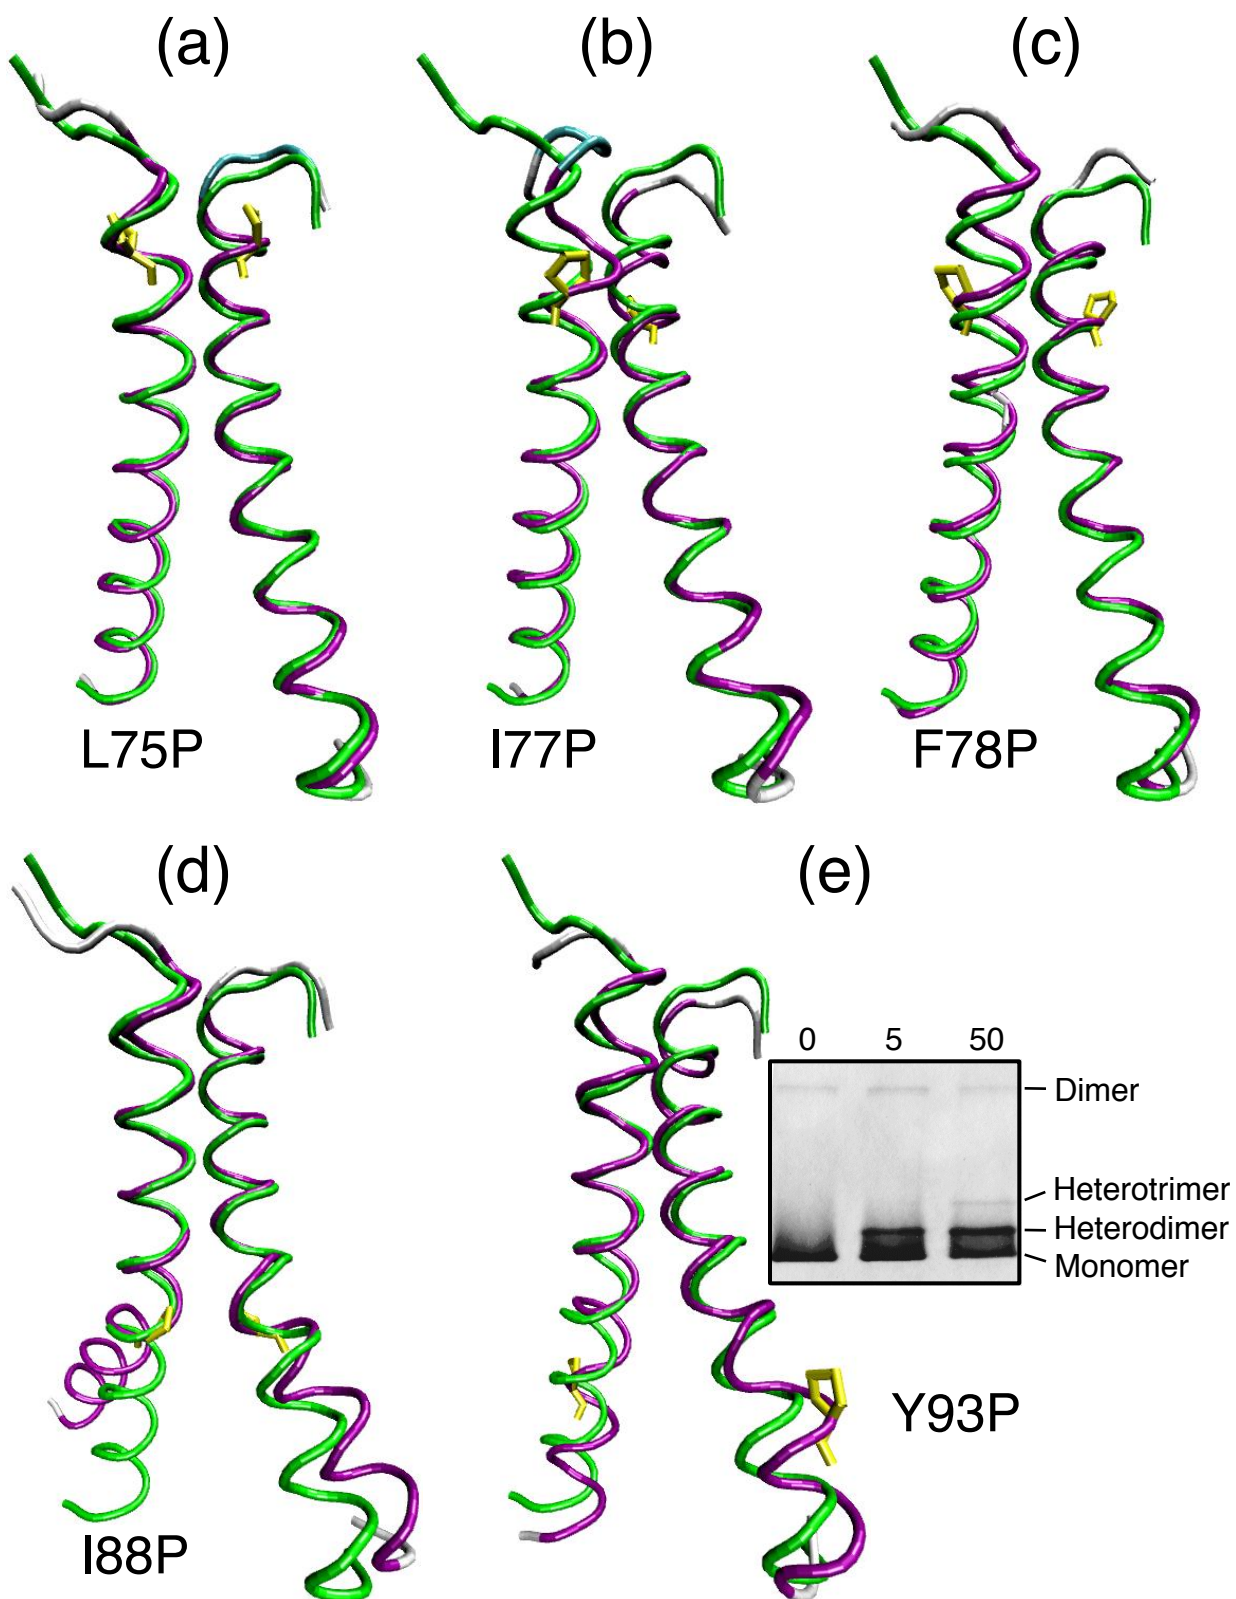 (a)
(b)
(c)
L75P
I77P
F78P
(d)
(e)
0 5 50
Dimer
Heterotrimer
Heterodimer
Monomer
Y93P
I88P